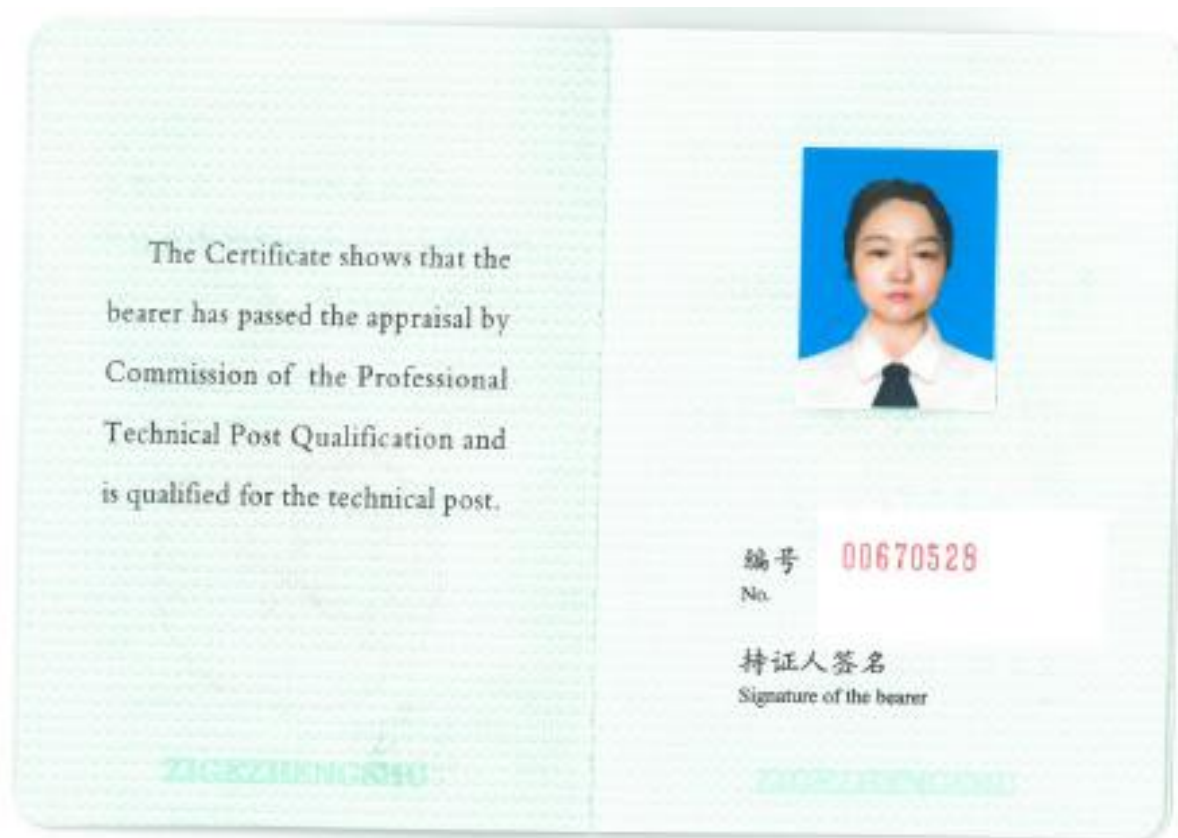 The Certificate shows that the
bearer has passed the appraisal by
Commission of the Professional
Technical Post Qualification and
is qualified for the technical post.
ZIGEZHENGSHU
编号 00670528
No.
持证人签名
Signature of the bearer
ZIGEZHENGSHU